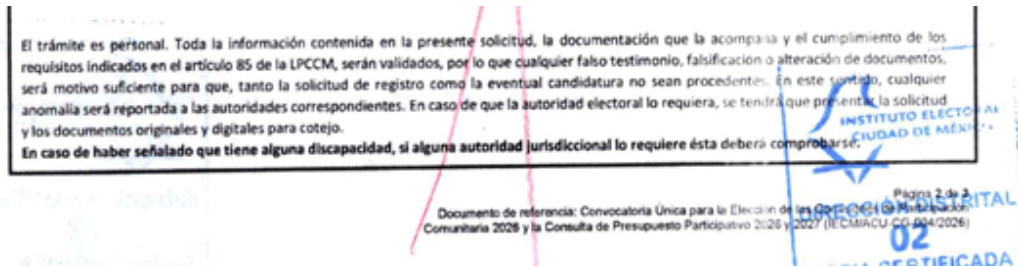 El trámite es personal. Toda la información contenida en la presente solicitud, la documentación que la acompaña y el cumplimiento de los
requisitos indicados en el artículo 85 de la LPCCM, serán validados, por lo que cualquier falso testimonio, falsificación o alteración de documentos,
será motivo suficiente para que, tanto la solicitud de registro como la eventual candidatura no sean procedentes. En este sentido, cualquier
anomalía será reportada a las autoridades correspondientes. En caso de que la autoridad electoral lo requiera, se tendrá que presentar la solicitud
y los documentos originales y digitales para cotejo.
En caso de haber señalado que tiene alguna discapacidad, si alguna autoridad jurisdiccional lo requiere ésta deberá comprobarse.
INSTITUTO ELECTORAL
CIUDAD DE MÉXICO
Página 2 de 3
Documento de referencia: Convocatoria Única para la Elección de las Comisiones de Participación
Comunitaria 2026 y la Consulta de Presupuesto Participativo 2026 y 2027 (IECM/ACU-CG-004/2026)
DIRECCIÓN DISTRITAL
02
CERTIFICADA